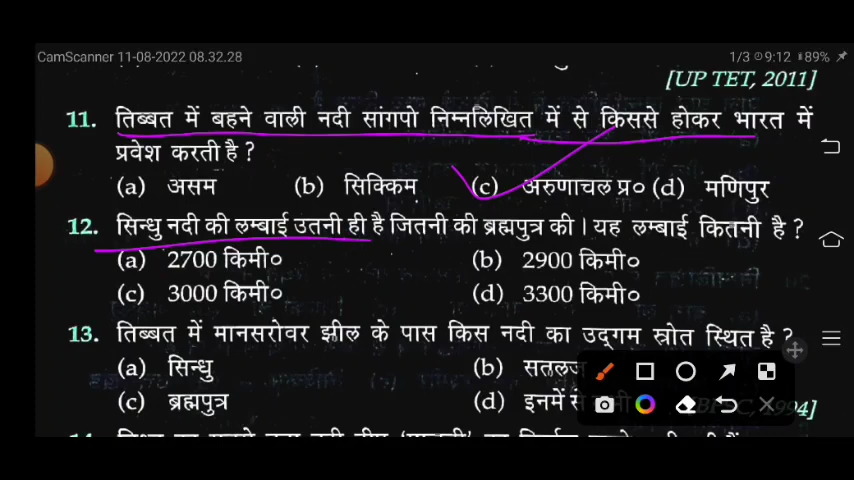 CamScanner 11-08-2022 08.32.28
1/3 9:12 89%
[UP TET, 2011]
11. तिब्बत में बहने वाली नदी सांगपो निम्नलिखित में से किससे होकर भारत में
प्रवेश करती है ?
(a) असम (b) सिक्किम (c) अरुणाचल प्र० (d) मणिपुर
12. सिन्धु नदी की लम्बाई उतनी ही है जितनी की ब्रह्मपुत्र की । यह लम्बाई कितनी है ?
(a) 2700 किमी० (b) 2900 किमी०
(c) 3000 किमी० (d) 3300 किमी०
13. तिब्बत में मानसरोवर झील के पास किस नदी का उद्‌गम स्रोत स्थित है ?
(a) सिन्धु (b) सतलज
(c) ब्रह्मपुत्र (d) इनमें से